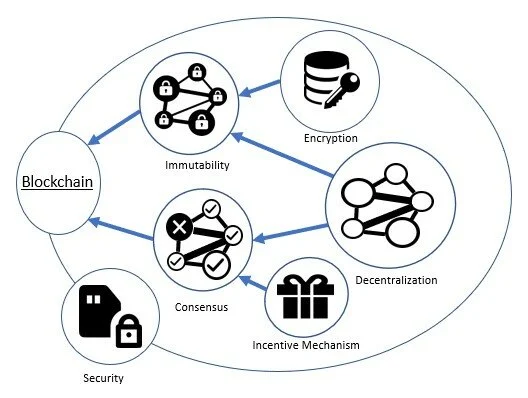 Encryption
Immutability
Blockchain
Decentralization
Consensus
Incentive Mechanism
Security